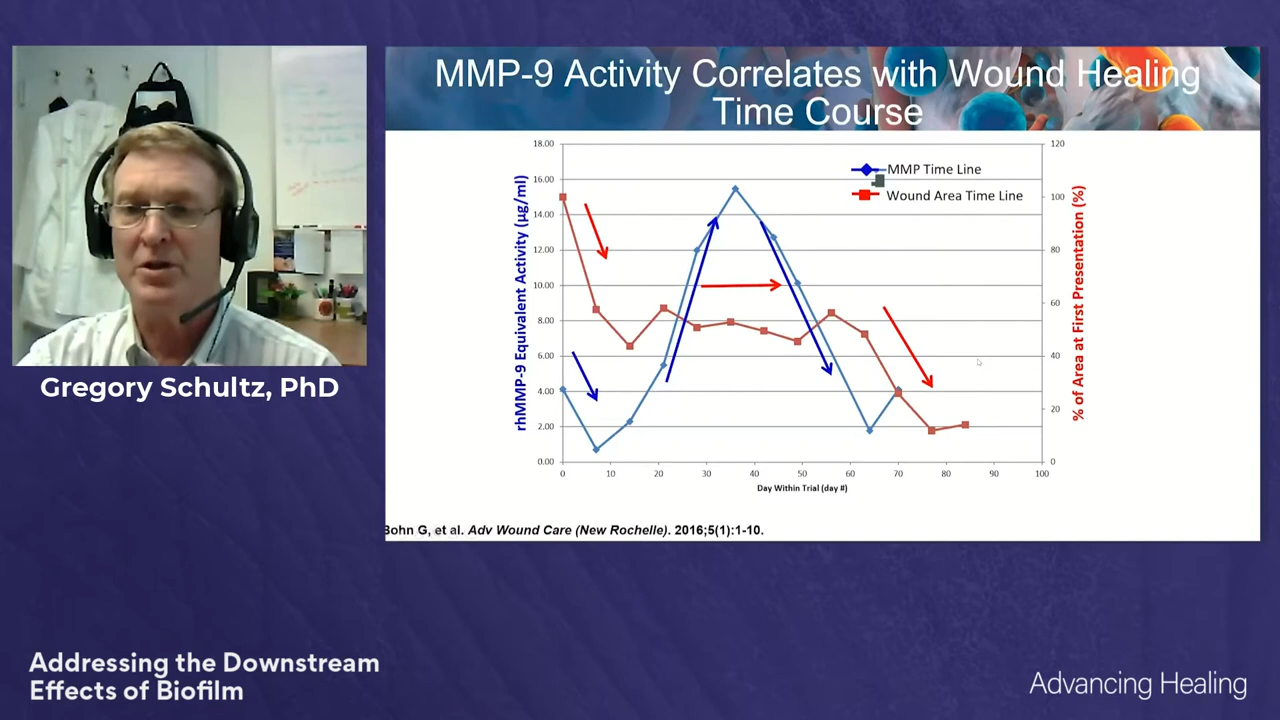 MMP-9 Activity Correlates with Wound Healing
Time Course
18.00
16.00
14.00
12.00
10.00
8.00
6.00
4.00
2.00
0.00
rhMMP-9 Equivalent Activity (µg/ml)
MMP Time Line
Wound Area Time Line
120
100
80
60
40
20
0
% of Area at First Presentation (%)
0 10 20 30 40 50 60 70 80 90 100
Day Within Trial (day #)
Bohn G, et al. Adv Wound Care (New Rochelle). 2016;5(1):1-10.
Gregory Schultz, PhD
Addressing the Downstream
Effects of Biofilm
Advancing Healing